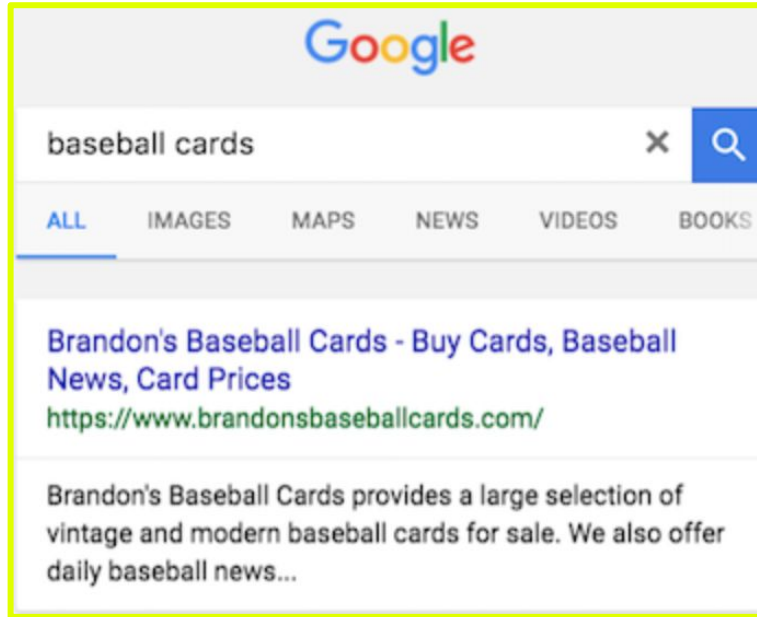 Google
baseball cards
ALL IMAGES MAPS NEWS VIDEOS BOOKS
Brandon's Baseball Cards - Buy Cards, Baseball
News, Card Prices
https://www.brandonsbaseballcards.com/
Brandon's Baseball Cards provides a large selection of
vintage and modern baseball cards for sale. We also offer
daily baseball news...